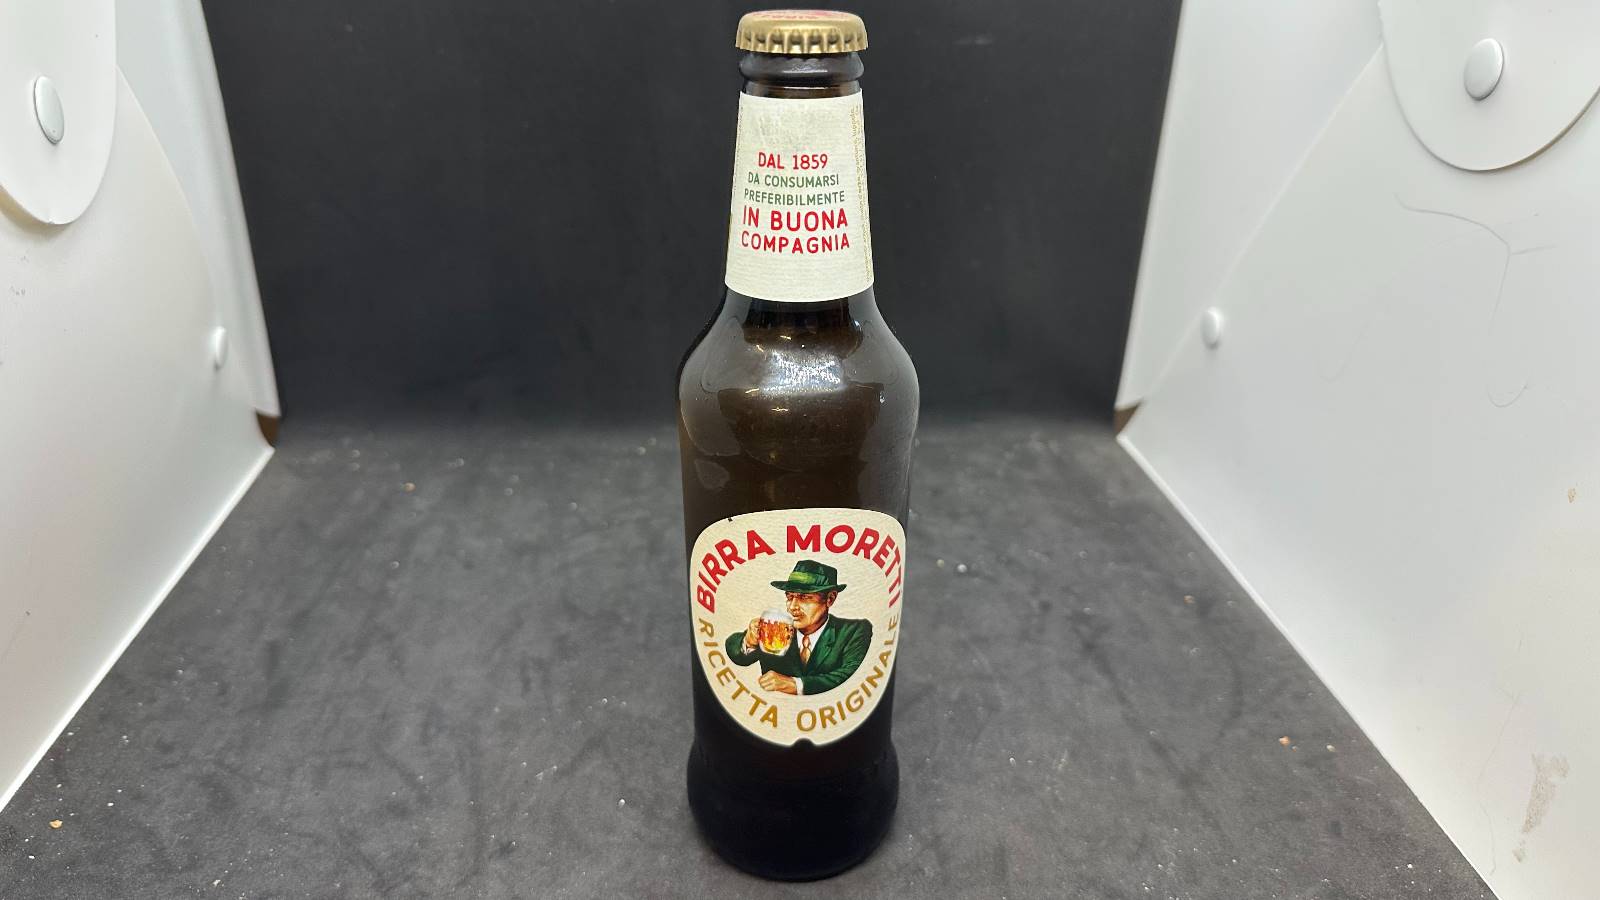 DAL 1859
DA CONSUMARSI
PREFERIBILMENTE
IN BUONA
COMPAGNIA
BIRRA MORETTI
RICETTA ORIGINALE